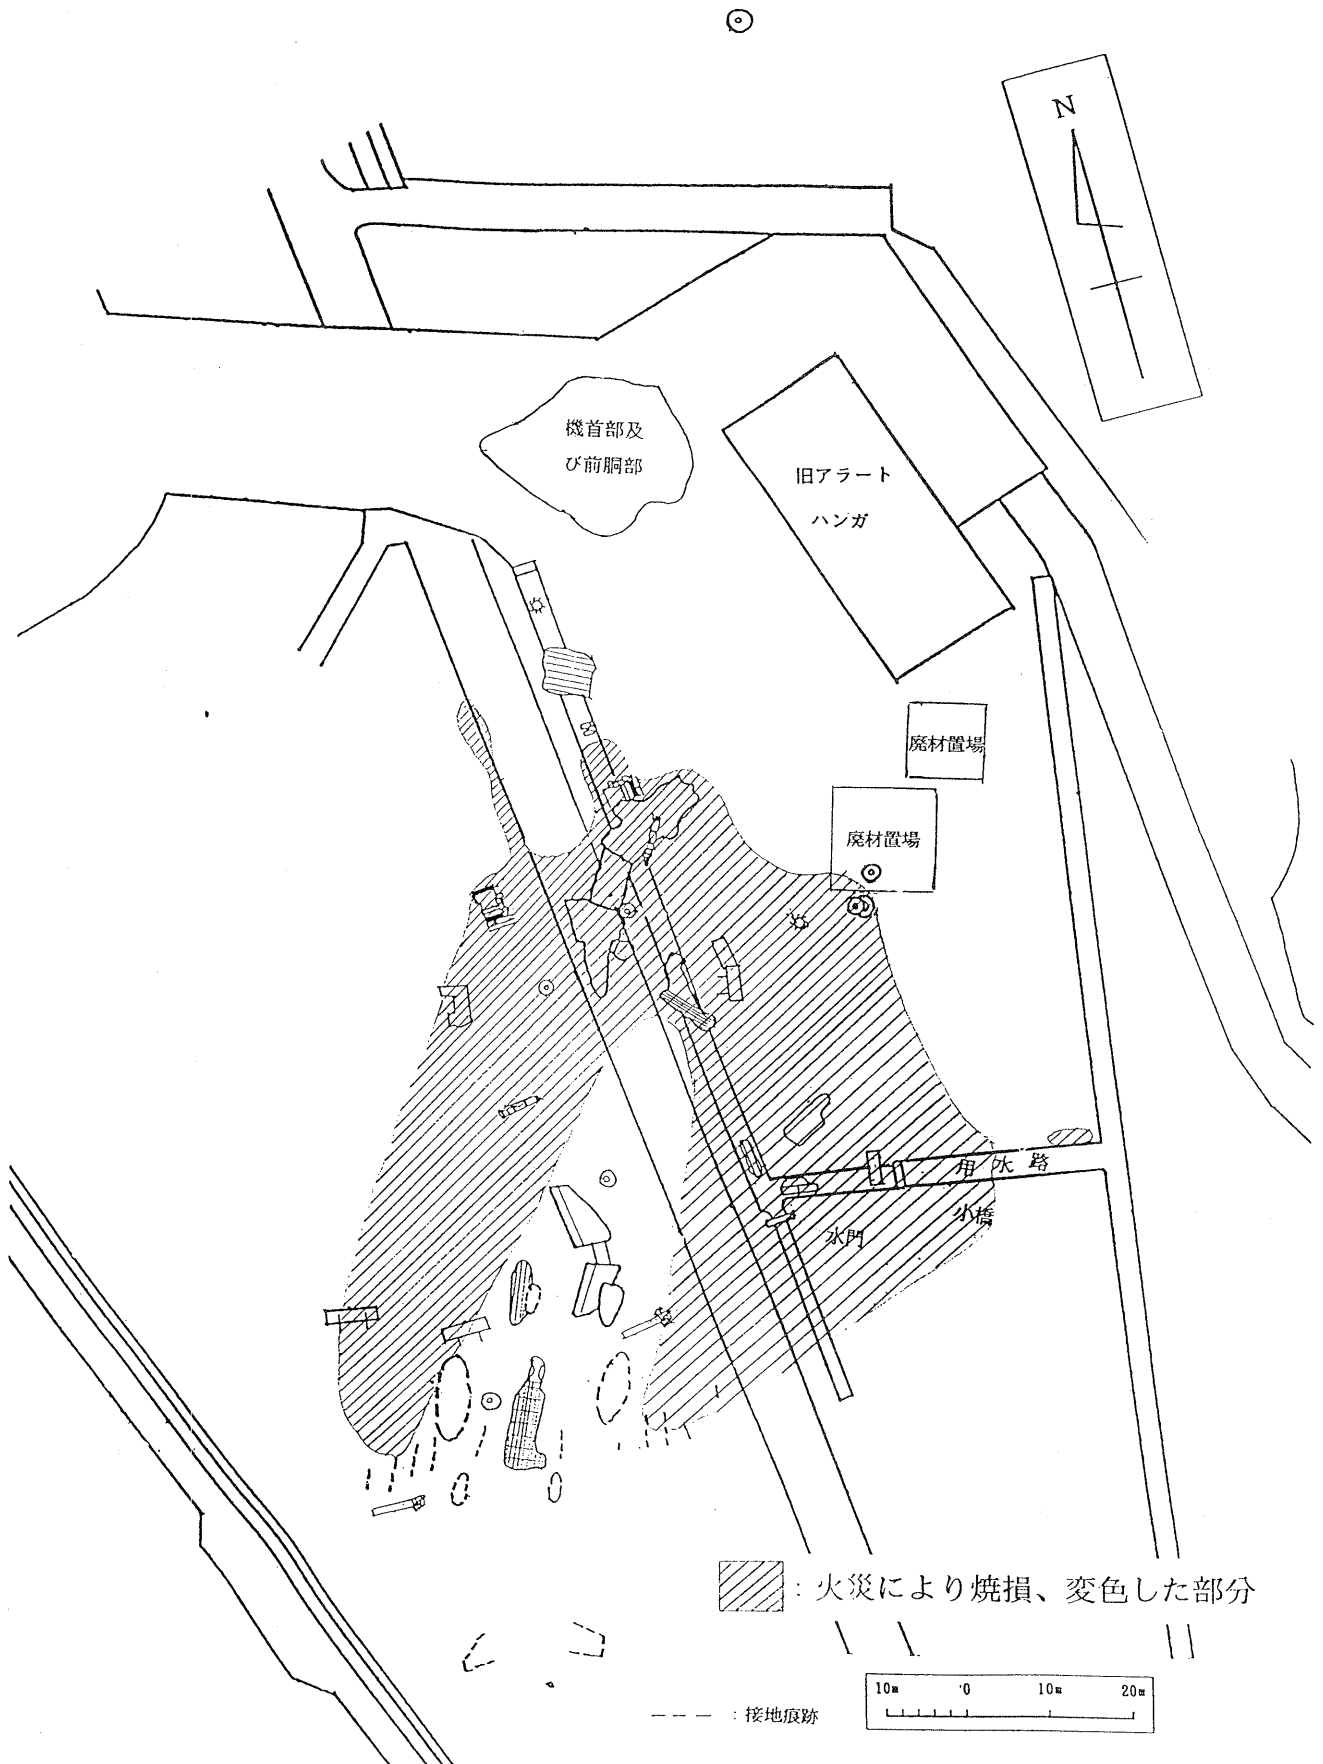 N
機首部及
び前胴部
旧アラート
ハンガ
廃材置場
廃材置場
用水路
小橋
水門
: 火災により焼損、変色した部分
10m 0 10m 20m
--- : 接地痕跡